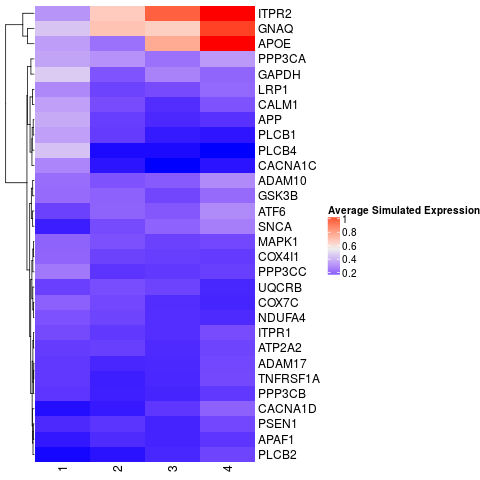 ITPR2
GNAQ
APOE
PPP3CA
GAPDH
LRP1
CALM1
APP
PLCB1
PLCB4
CACNA1C
ADAM10
GSK3B
ATF6
SNCA
MAPK1
COX4I1
PPP3CC
UQCRB
COX7C
NDUFA4
ITPR1
ATP2A2
ADAM17
TNFRSF1A
PPP3CB
CACNA1D
PSEN1
APAF1
PLCB2
1 2 3 4
Average Simulated Expression
1
0.8
0.6
0.4
0.2